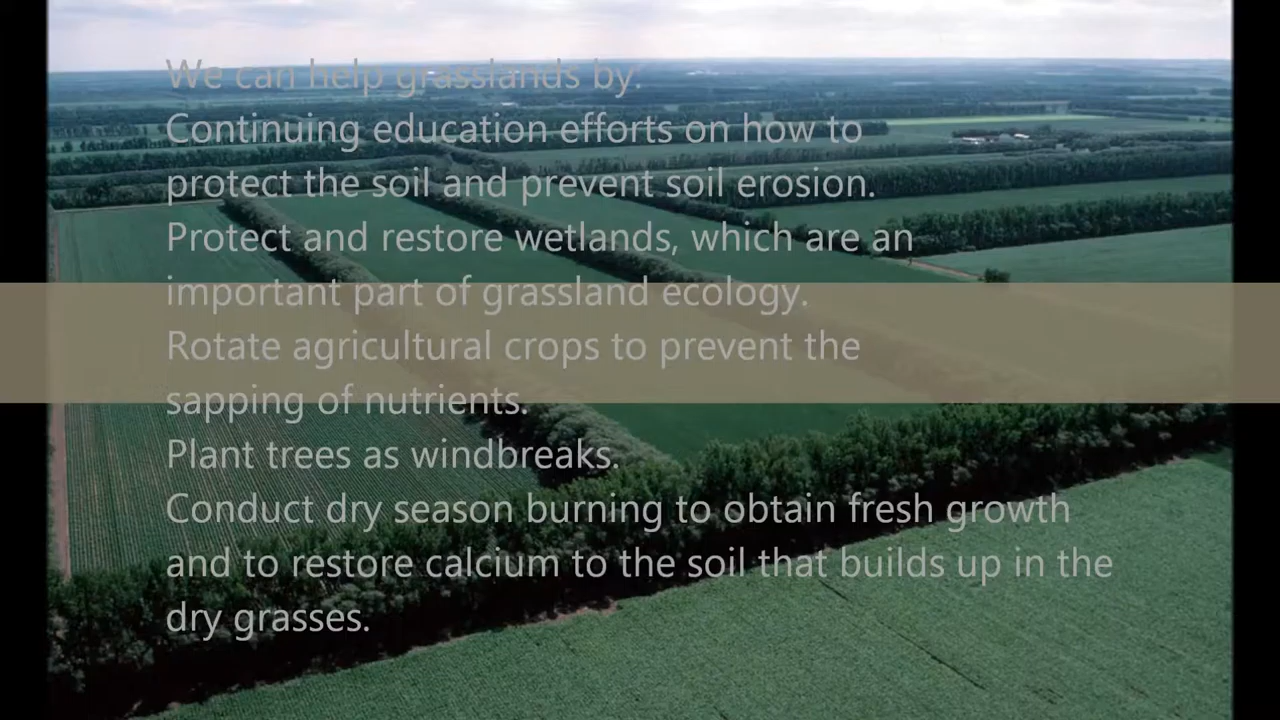 We can help grasslands by:
Continuing education efforts on how to
protect the soil and prevent soil erosion.
Protect and restore wetlands, which are an
important part of grassland ecology.
Rotate agricultural crops to prevent the
sapping of nutrients.
Plant trees as windbreaks.
Conduct dry season burning to obtain fresh growth
and to restore calcium to the soil that builds up in the
dry grasses.